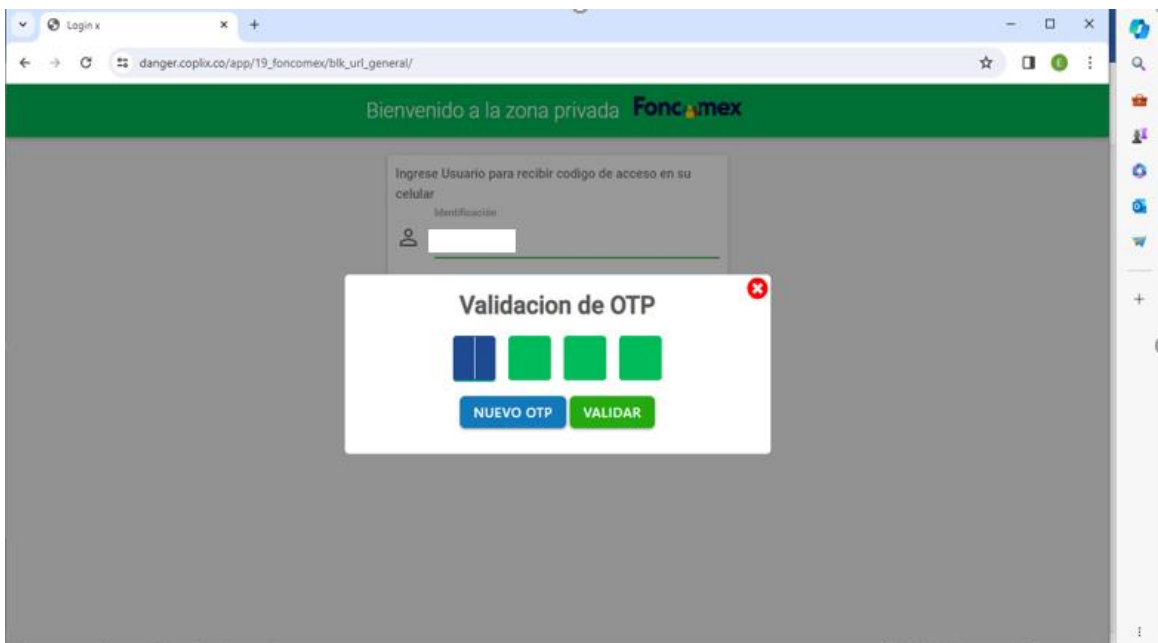 Login x
danger.coplix.co/app/19_foncomex/blk_url_general/
E
Bienvenido a la zona privada Foncomex
Ingrese Usuario para recibir codigo de acceso en su
celular
Identificación
Validacion de OTP
NUEVO OTP VALIDAR